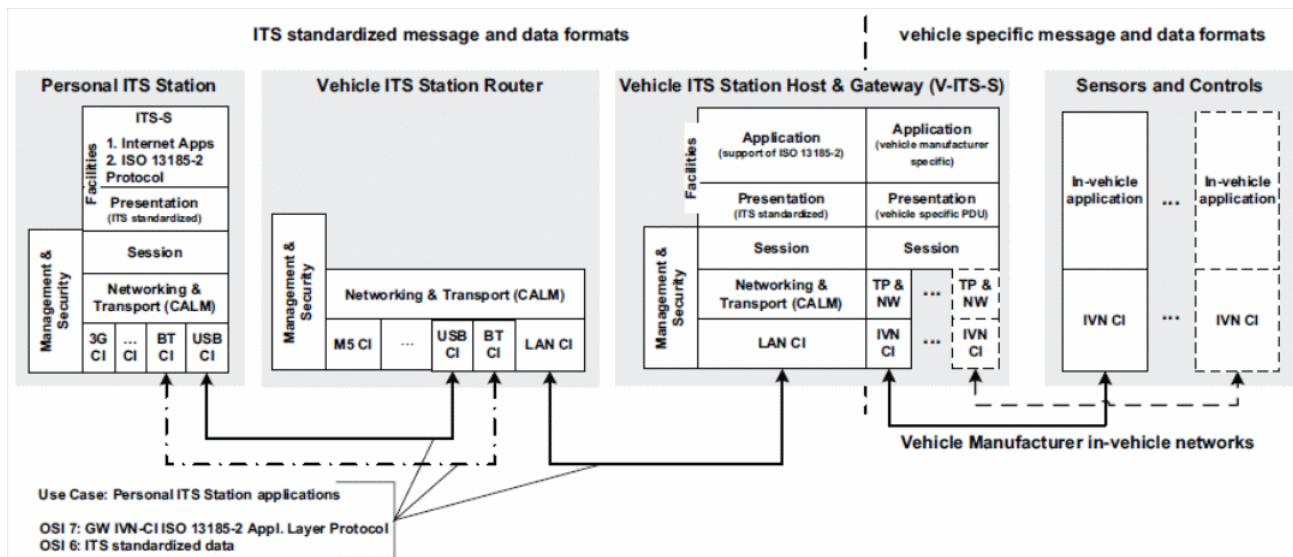 ITS standardized message and data formats
vehicle specific message and data formats
Personal ITS Station
ITS-S
1. Internet Apps
2. ISO 13185-2
Protocol
Facilities
Presentation
(ITS standardized)
Session
Management &
Security
Networking &
Transport (CALM)
3G
CI
...
CI
BT
CI
USB
CI
Vehicle ITS Station Router
Management &
Security
Networking & Transport (CALM)
M5 CI
...
USB
CI
BT
CI
LAN CI
Vehicle ITS Station Host & Gateway (V-ITS-S)
Facilities
Application
(support of ISO 13185-2)
Application
(vehicle manufacturer
specific)
Presentation
(ITS standardized)
Presentation
(vehicle specific PDU)
Session
Session
Management &
Security
Networking &
Transport (CALM)
TP &
NW
...
TP &
NW
LAN CI
IVN
CI
...
IVN
CI
Sensors and Controls
In-vehicle
application
...
In-vehicle
application
IVN CI
...
IVN CI
Vehicle Manufacturer in-vehicle networks
Use Case: Personal ITS Station applications
OSI 7: GW IVN-CI ISO 13185-2 Appl. Layer Protocol
OSI 6: ITS standardized data